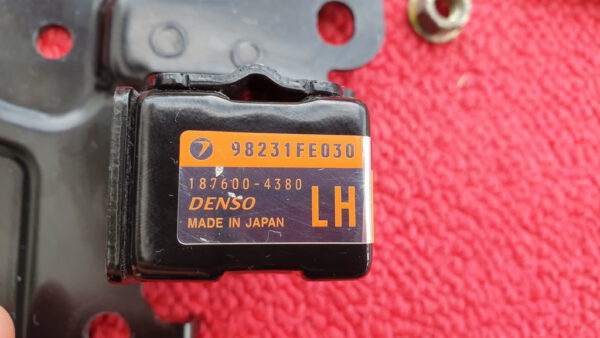 98231FE030
187600-4380
DENSO
MADE IN JAPAN
LH